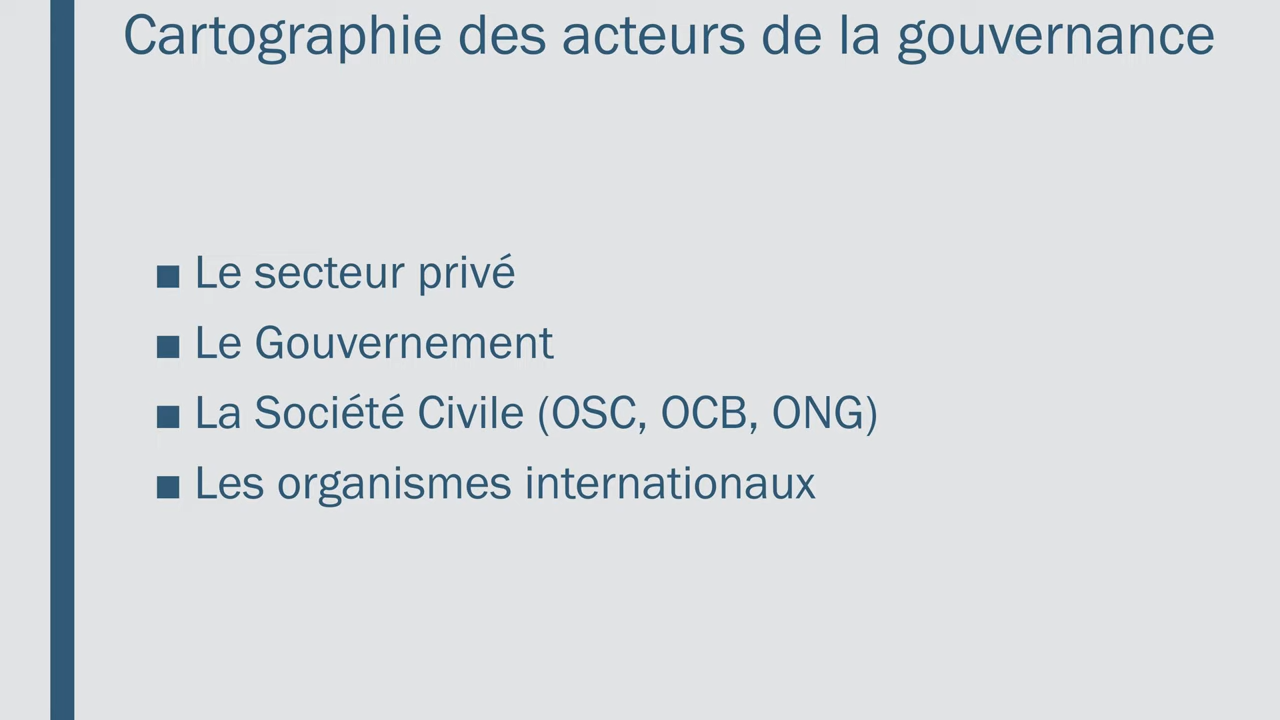 Cartographie des acteurs de la gouvernance
■ Le secteur privé
■ Le Gouvernement
■ La Société Civile (OSC, OCB, ONG)
■ Les organismes internationaux